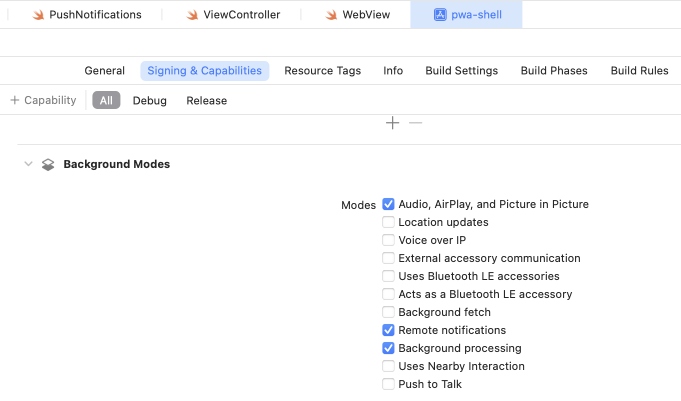 PushNotifications ViewController WebView pwa-shell
General Signing & Capabilities Resource Tags Info Build Settings Build Phases Build Rules
+ Capability All Debug Release
+ —
Background Modes
Modes Audio, AirPlay, and Picture in Picture
Location updates
Voice over IP
External accessory communication
Uses Bluetooth LE accessories
Acts as a Bluetooth LE accessory
Background fetch
Remote notifications
Background processing
Uses Nearby Interaction
Push to Talk